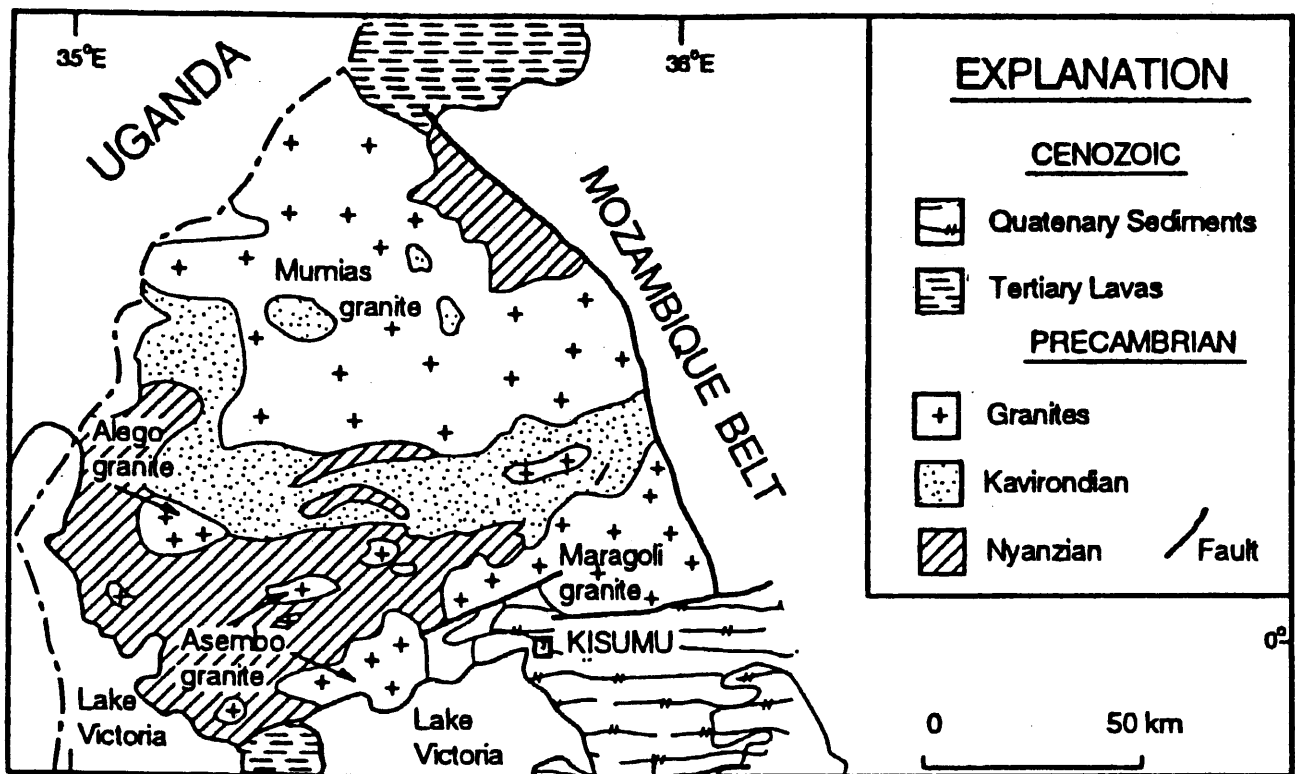 35°E
36°E
UGANDA
MOZAMBIQUE BELT
Mumias
granite
Alego
granite
Maragoli
granite
KISUMU
Asembo
granite
Lake
Victoria
Lake
Victoria
EXPLANATION
CENOZOIC
Quatenary Sediments
Tertiary Lavas
PRECAMBRIAN
Granites
Kavirondian
Nyanzian
Fault
0°
0 50 km